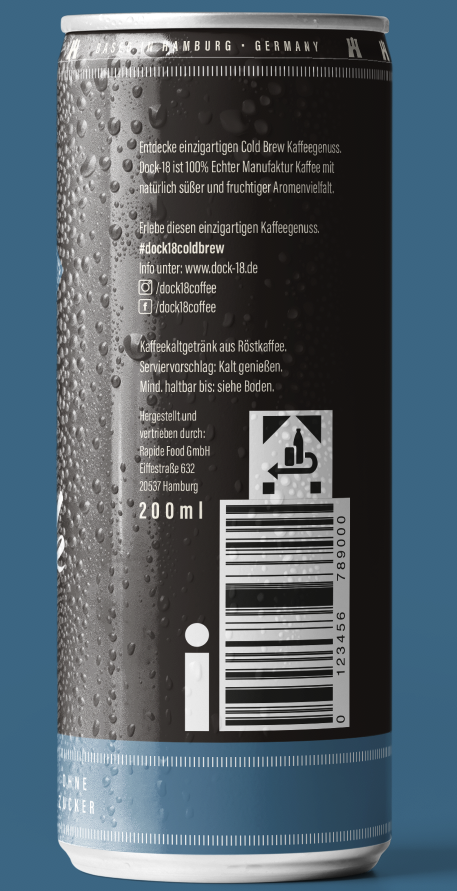 BASED IN HAMBURG · GERMANY
Entdecke einzigartigen Cold Brew Kaffeegenuss.
Dock-18 ist 100% Echter Manufaktur Kaffee mit
natürlich süßer und fruchtiger Aromenvielfalt.
Erlebe diesen einzigartigen Kaffeegenuss.
#dock18coldbrew
Info unter: www.dock-18.de
/dock18coffee
f /dock18coffee
Kaffeekaltgetränk aus Röstkaffee.
Serviervorschlag: Kalt genießen.
Mind. haltbar bis: siehe Boden.
Hergestellt und
vertrieben durch:
Rapide Food GmbH
Eiffestraße 632
20537 Hamburg
200ml
i
0 123456 789000
OHNE
ZUCKER